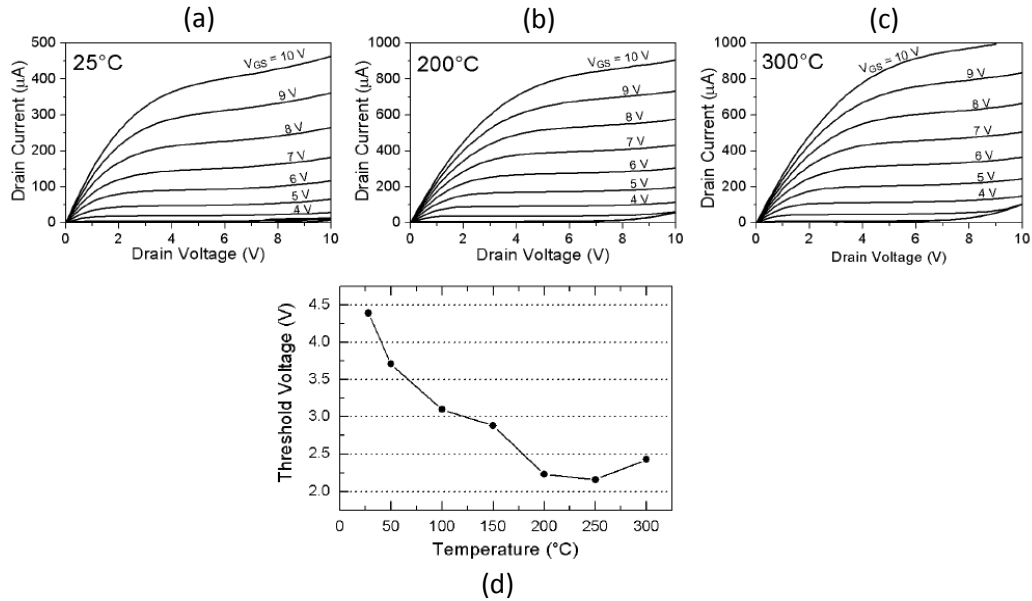 (a)
(b)
(c)
500
400
300
200
100
0
25°C
V_GS = 10 V
9 V
8 V
7 V
6 V
5 V
4 V
0 2 4 6 8 10
Drain Voltage (V)
Drain Current (μA)
1000
800
600
400
200
0
200°C
V_GS = 10 V
9 V
8 V
7 V
6 V
5 V
4 V
0 2 4 6 8 10
Drain Voltage (V)
Drain Current (μA)
1000
800
600
400
200
0
300°C
V_GS = 10 V
9 V
8 V
7 V
6 V
5 V
4 V
0 2 4 6 8 10
Drain Voltage (V)
Drain Current (μA)
4.5
4.0
3.5
3.0
2.5
2.0
Threshold Voltage (V)
0 50 100 150 200 250 300
Temperature (°C)
(d)